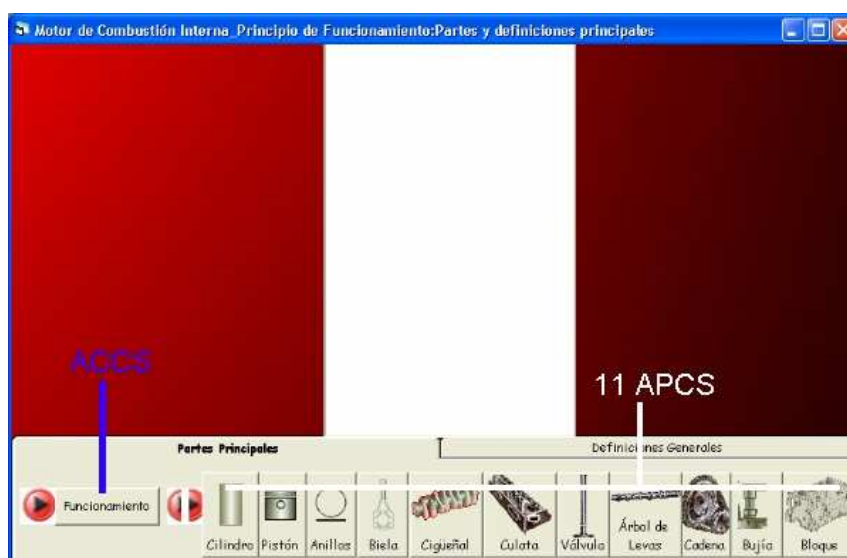 Motor de Combustión Interna_Principio de Funcionamiento:Partes y definiciones principales
ACCS
11 APCS
Partes Principales
Definiciones Generales
Funcionamiento
Cilindro Pistón Anillos Biela Cigüeñal Culata Válvula Árbol de Levas Cadena Bujía Bloque